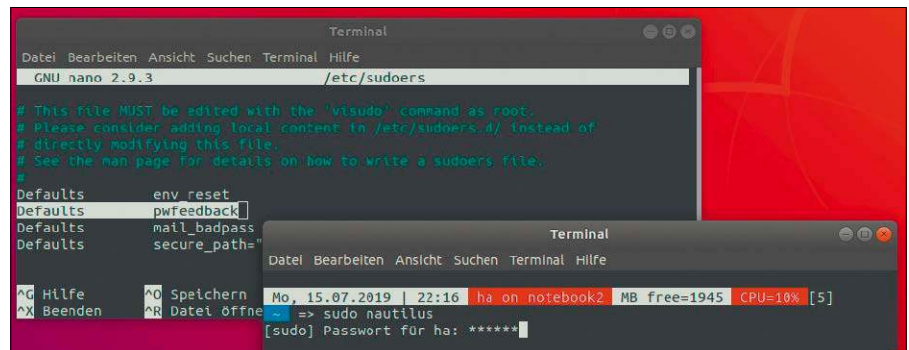 Terminal
Datei Bearbeiten Ansicht Suchen Terminal Hilfe
GNU nano 2.9.3 /etc/sudoers
# This file MUST be edited with the 'visudo' command as root.
#
# Please consider adding local content in /etc/sudoers.d/ instead of
# directly modifying this file.
#
# See the man page for details on how to write a sudoers file.
#
Defaults env_reset
Defaults pwfeedback
Defaults mail_badpass
Defaults secure_path="
^G Hilfe ^O Speichern
^X Beenden ^R Datei öffne
Terminal
Datei Bearbeiten Ansicht Suchen Terminal Hilfe
Mo, 15.07.2019 | 22:16 ha on notebook2 MB free=1945 CPU=10% [5]
~ => sudo nautilus
[sudo] Passwort für ha: ******